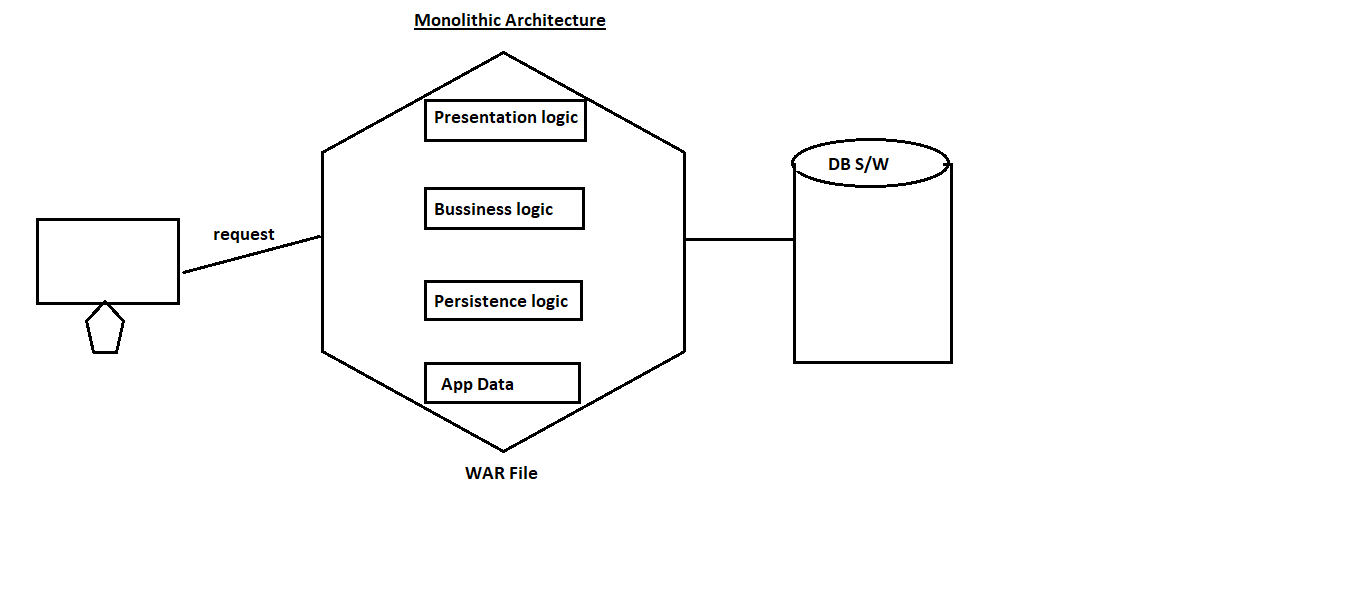 Monolithic Architecture
Presentation logic
DB S/W
Bussiness logic
request
Persistence logic
App Data
WAR File